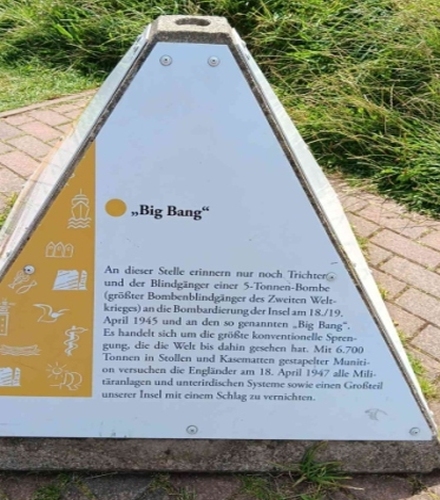 „Big Bang“
An dieser Stelle erinnern nur noch Trichter
und der Blindgänger einer 5-Tonnen-Bombe
(größter Bombenblindgänger des Zweiten Welt-
krieges) an die Bombardierung der Insel am 18./19.
April 1945 und an den so genannten „Big Bang“.
Es handelt sich um die größte konventionelle Spren-
gung, die die Welt bis dahin gesehen hat. Mit 6.700
Tonnen in Stollen und Kasematten gestapelter Muniti-
on versuchen die Engländer am 18. April 1947 alle Mili-
täranlagen und unterirdischen Systeme sowie einen Großteil
unserer Insel mit einem Schlag zu vernichten.